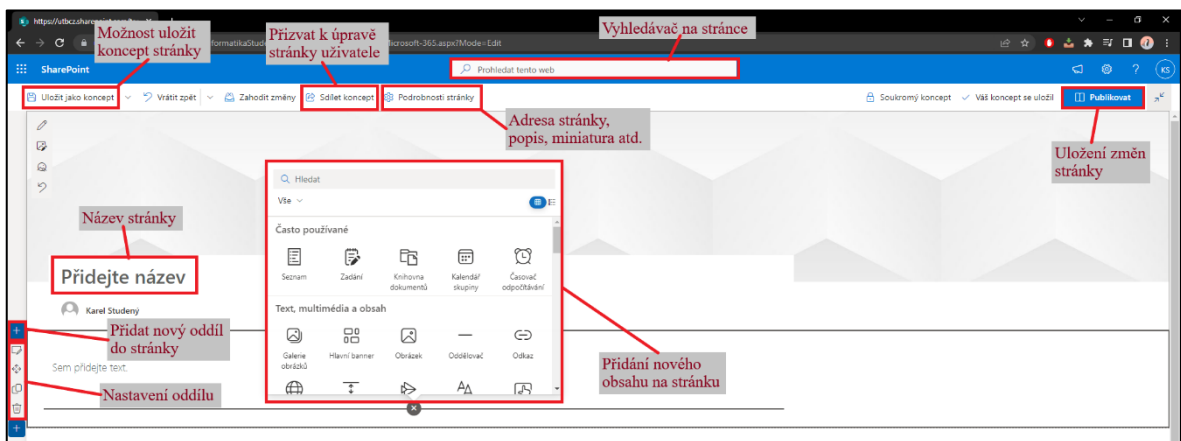 https://utbcz.sharepoint.com/
Možnost uložit
koncept stránky
Přizvat k úpravě
stránky uživatele
Vyhledávač na stránce
formatikaStude
icrosoft-365.aspx?Mode=Edit
SharePoint
Prohledat tento web
KS
Uložit jako koncept
Vrátit zpět
Zahodit změny
Sdílet koncept
Podrobnosti stránky
Soukromý koncept
Váš koncept se uložil
Publikovat
Adresa stránky,
popis, miniatura atd.
Uložení změn
stránky
Hledat
Vše
Název stránky
Často používané
Seznam
Zadání
Knihovna
dokumentů
Kalendář
skupiny
Časovač
odpočítávání
Přidejte název
Karel Studený
Text, multimédia a obsah
Přidat nový oddíl
do stránky
Galerie
obrázků
Hlavní banner
Obrázek
Oddělovač
Odkaz
Sem přidejte text.
Přidání nového
obsahu na stránku
Nastavení oddílu